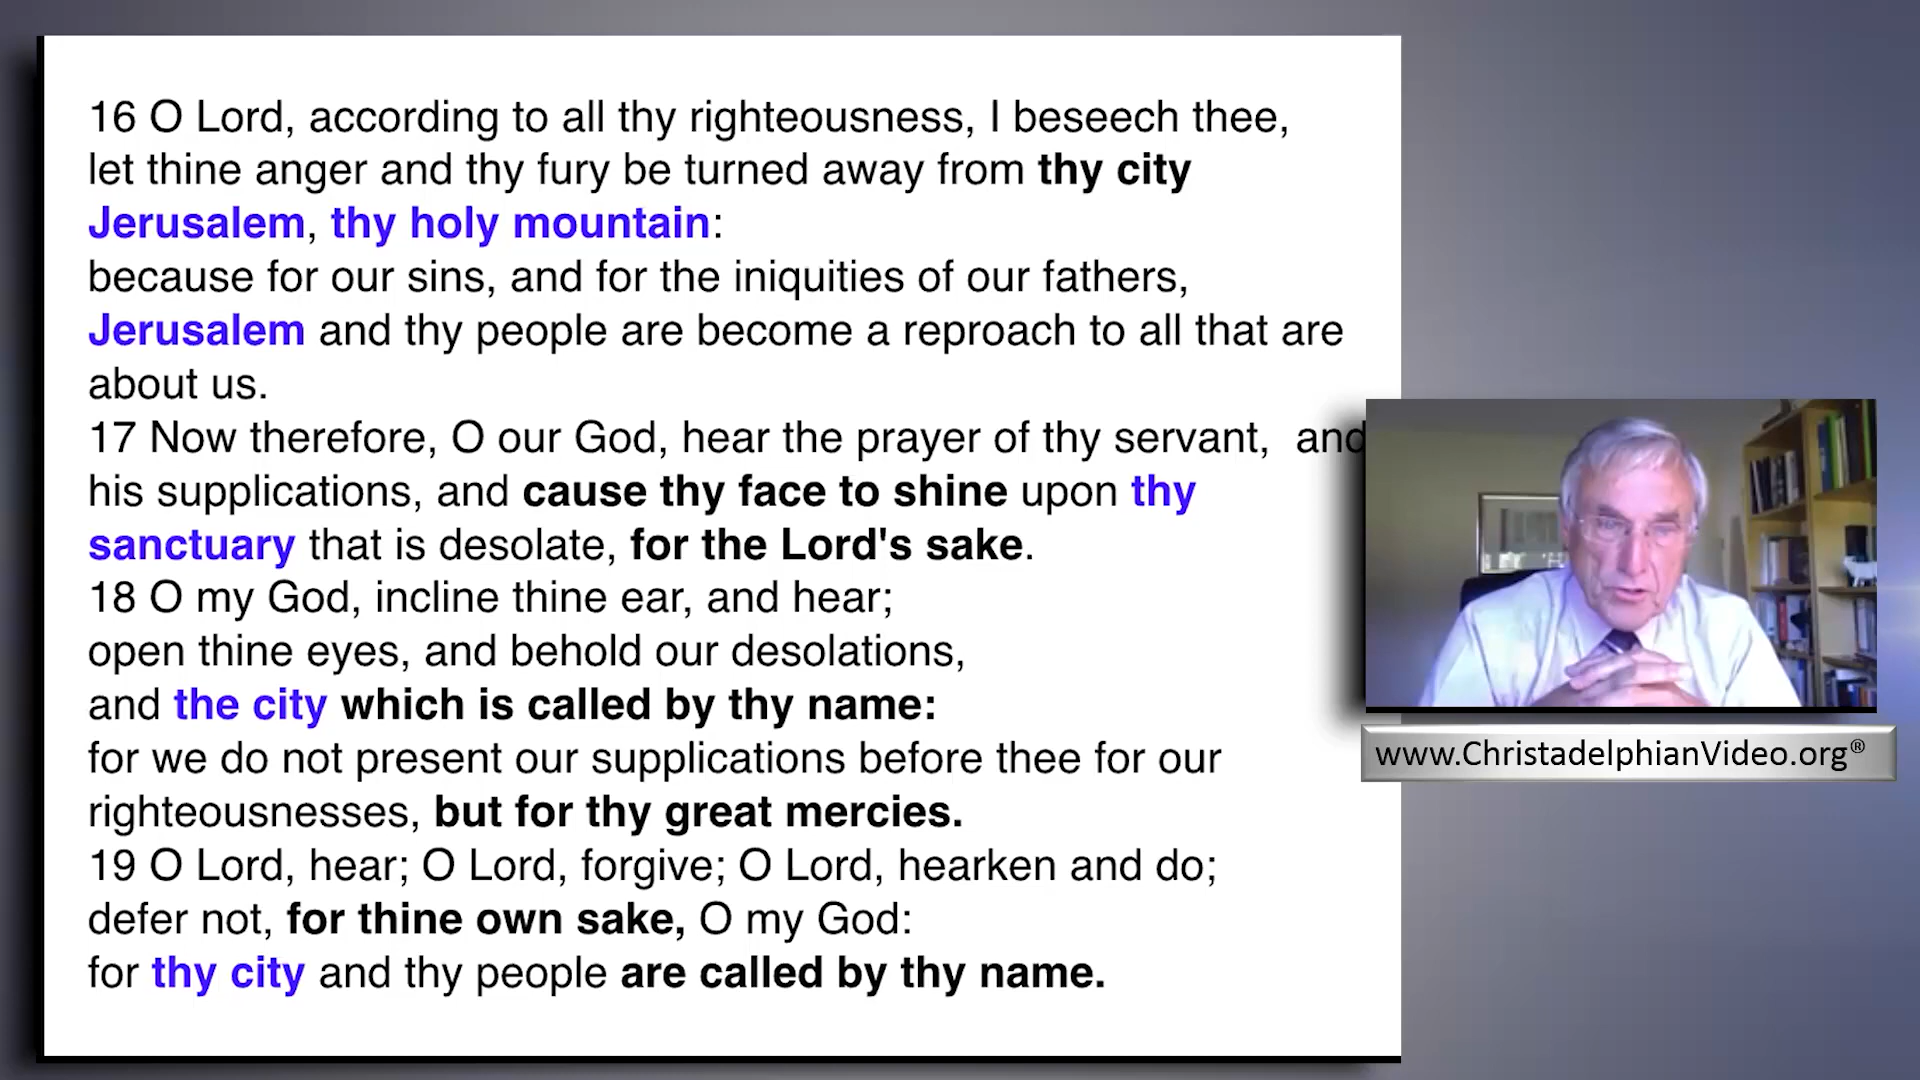 16 O Lord, according to all thy righteousness, I beseech thee,
let thine anger and thy fury be turned away from thy city
Jerusalem, thy holy mountain:
because for our sins, and for the iniquities of our fathers,
Jerusalem and thy people are become a reproach to all that are
about us.
17 Now therefore, O our God, hear the prayer of thy servant, and
his supplications, and cause thy face to shine upon thy
sanctuary that is desolate, for the Lord's sake.
18 O my God, incline thine ear, and hear;
open thine eyes, and behold our desolations,
and the city which is called by thy name:
for we do not present our supplications before thee for our
righteousnesses, but for thy great mercies.
19 O Lord, hear; O Lord, forgive; O Lord, hearken and do;
defer not, for thine own sake, O my God:
for thy city and thy people are called by thy name.
www.ChristadelphianVideo.org®